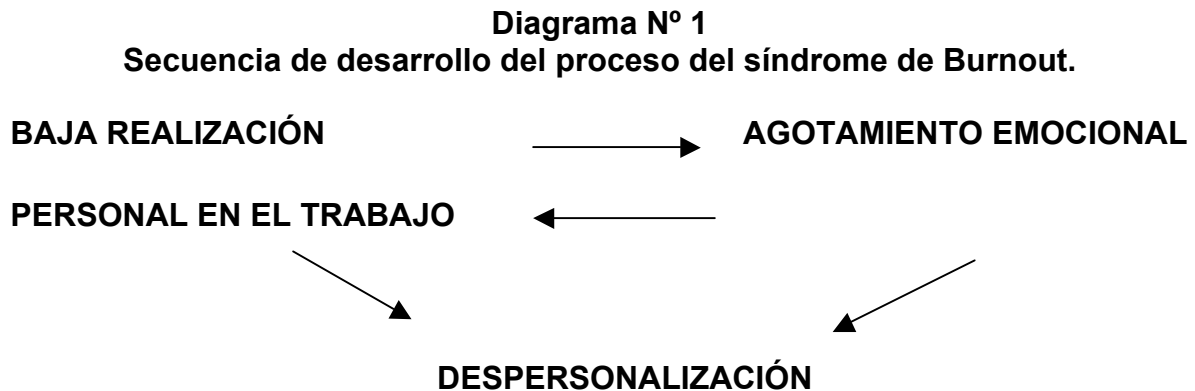 Diagrama Nº 1
Secuencia de desarrollo del proceso del síndrome de Burnout.
BAJA REALIZACIÓN
AGOTAMIENTO EMOCIONAL
PERSONAL EN EL TRABAJO
DESPERSONALIZACIÓN